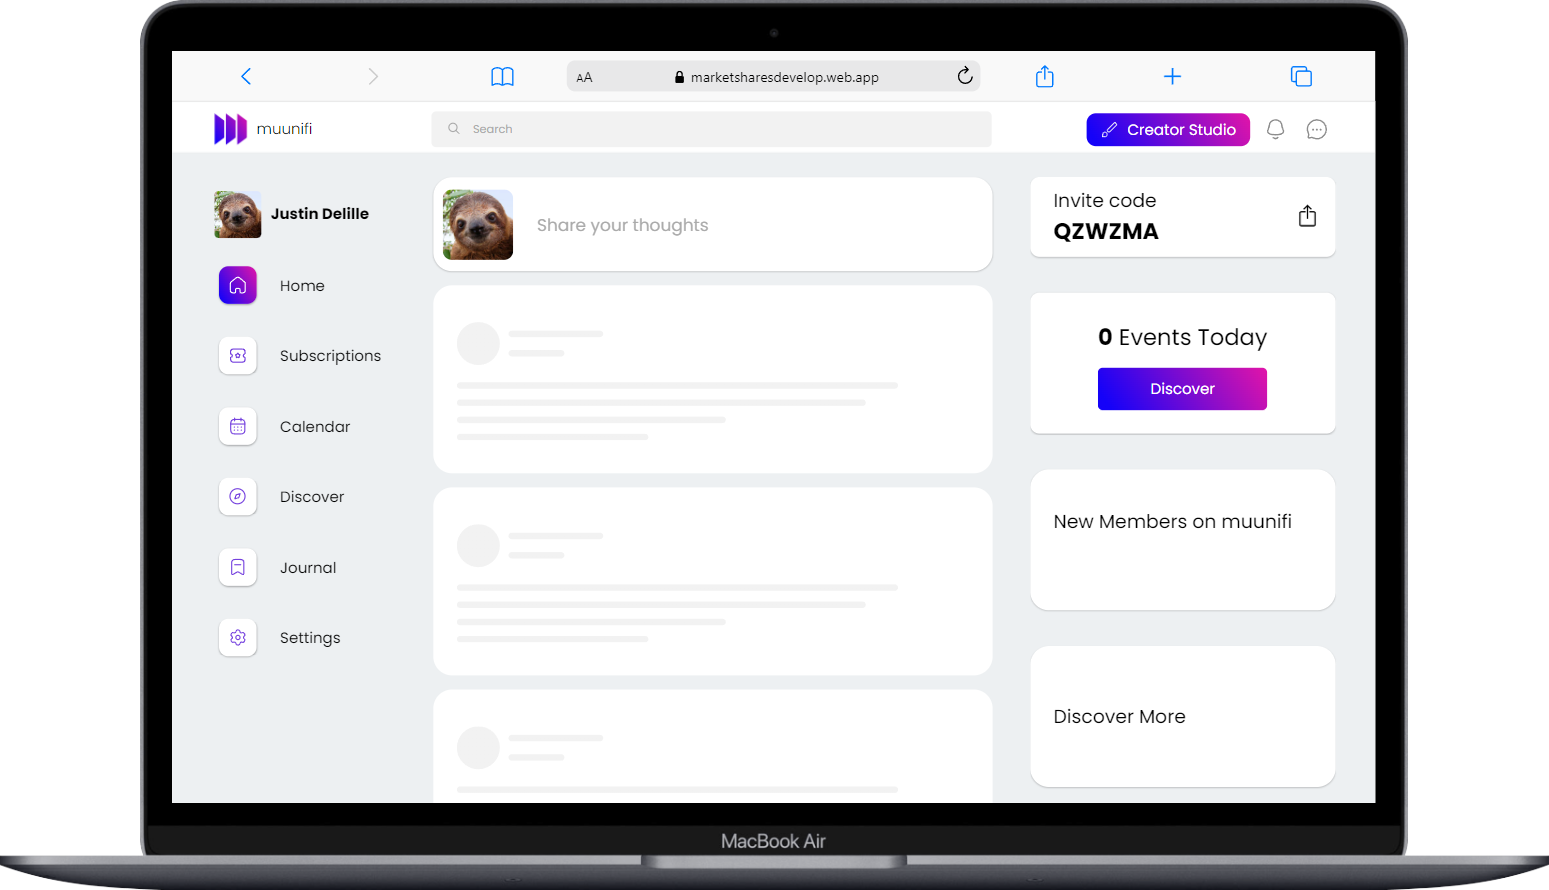 AA
marketsharesdevelop.web.app
muunifi
Search
Creator Studio
Justin Delille
Home
Subscriptions
Calendar
Discover
Journal
Settings
Share your thoughts
Invite code
QZWZMA
0 Events Today
Discover
New Members on muunifi
Discover More
MacBook Air